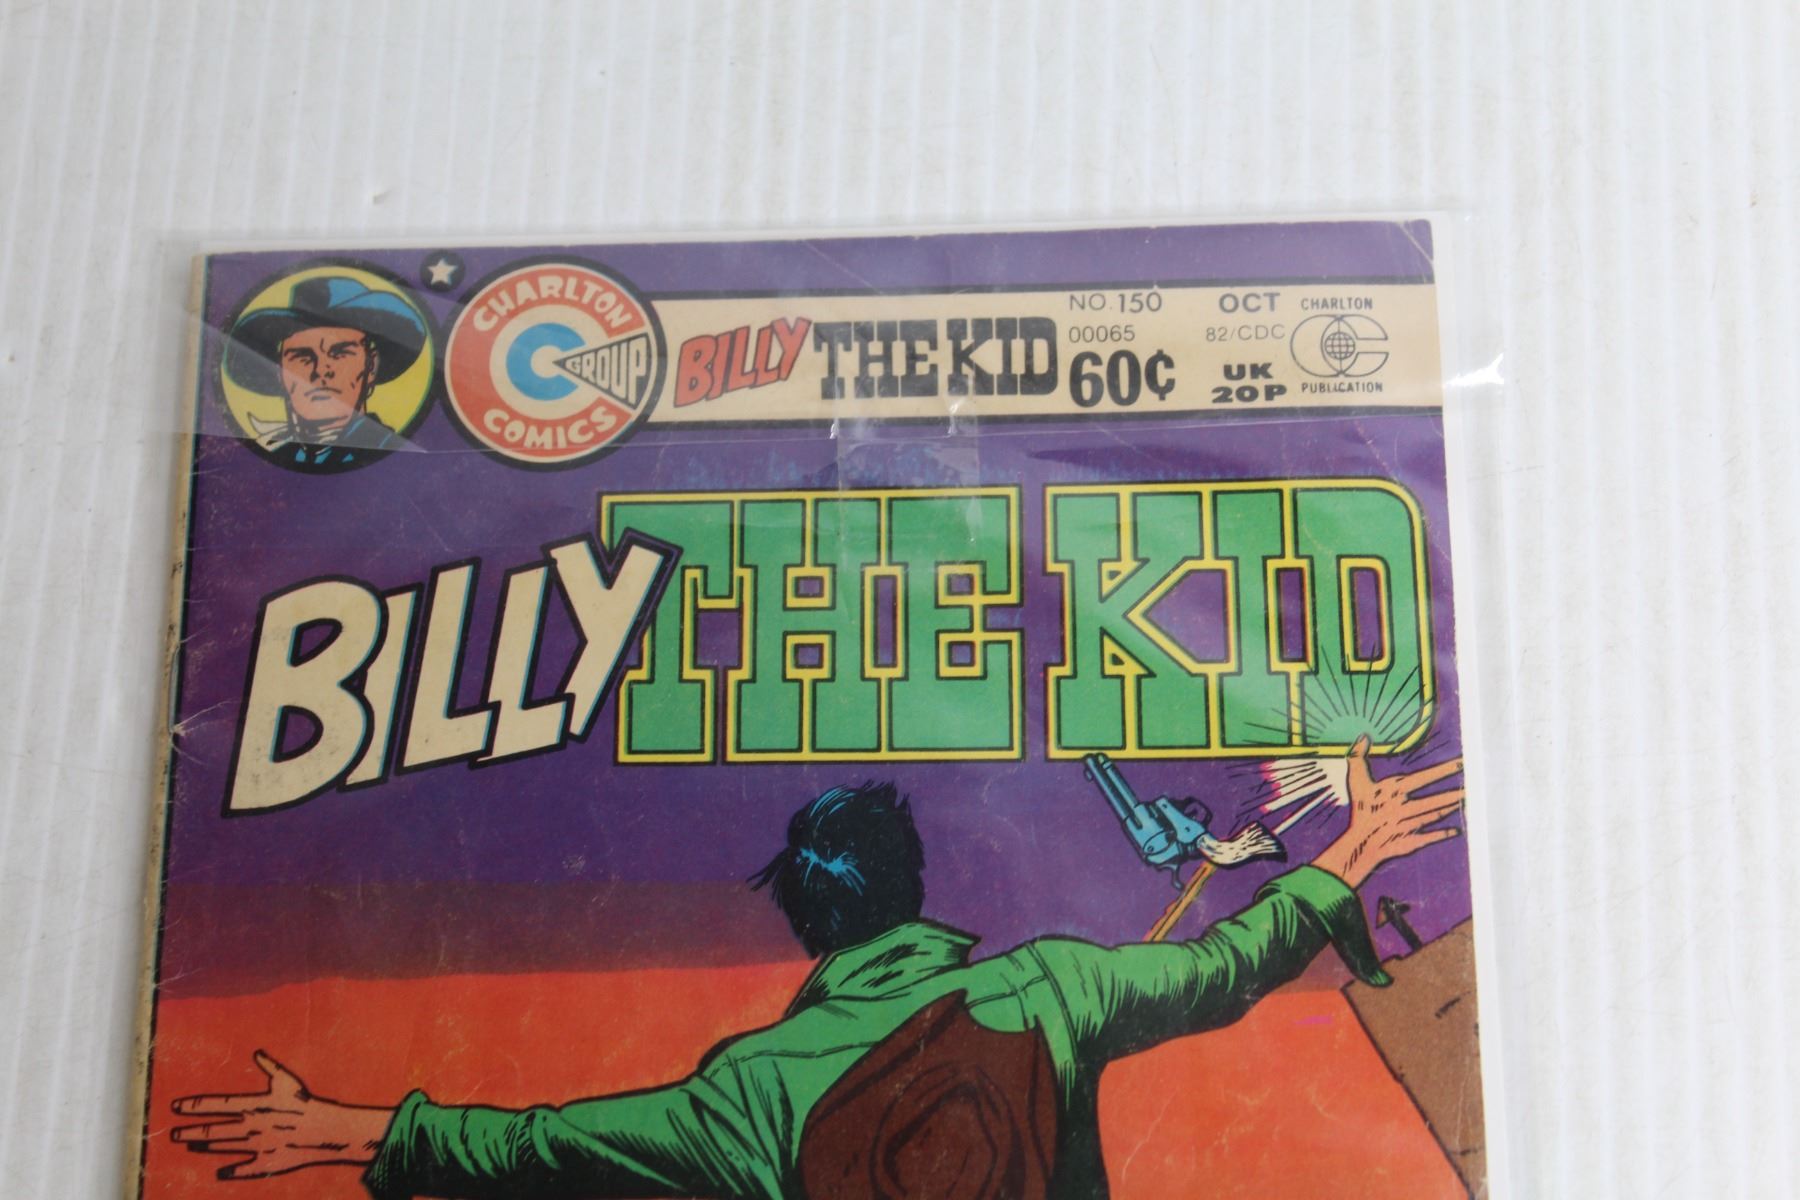 CHARLTON
GROUP
COMICS
BILLY THE KID
NO. 150
00065
60¢
OCT
82/CDC
UK
20P
CHARLTON
PUBLICATION
BILLY THE KID